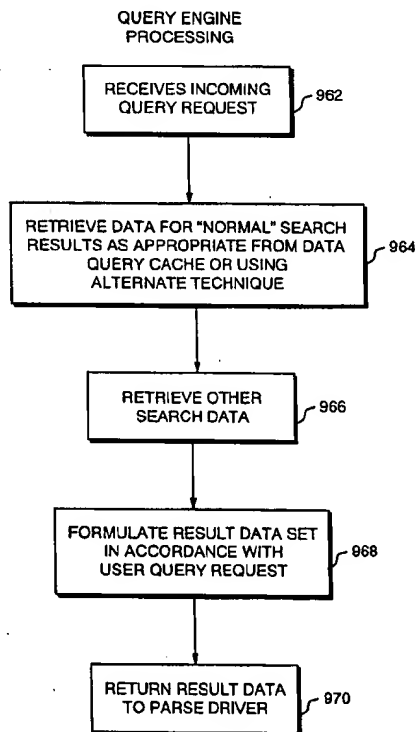 QUERY ENGINE
PROCESSING
RECEIVES INCOMING
QUERY REQUEST
962
RETRIEVE DATA FOR "NORMAL" SEARCH
RESULTS AS APPROPRIATE FROM DATA
QUERY CACHE OR USING
ALTERNATE TECHNIQUE
964
RETRIEVE OTHER
SEARCH DATA
966
FORMULATE RESULT DATA SET
IN ACCORDANCE WITH
USER QUERY REQUEST
968
RETURN RESULT DATA
TO PARSE DRIVER
970